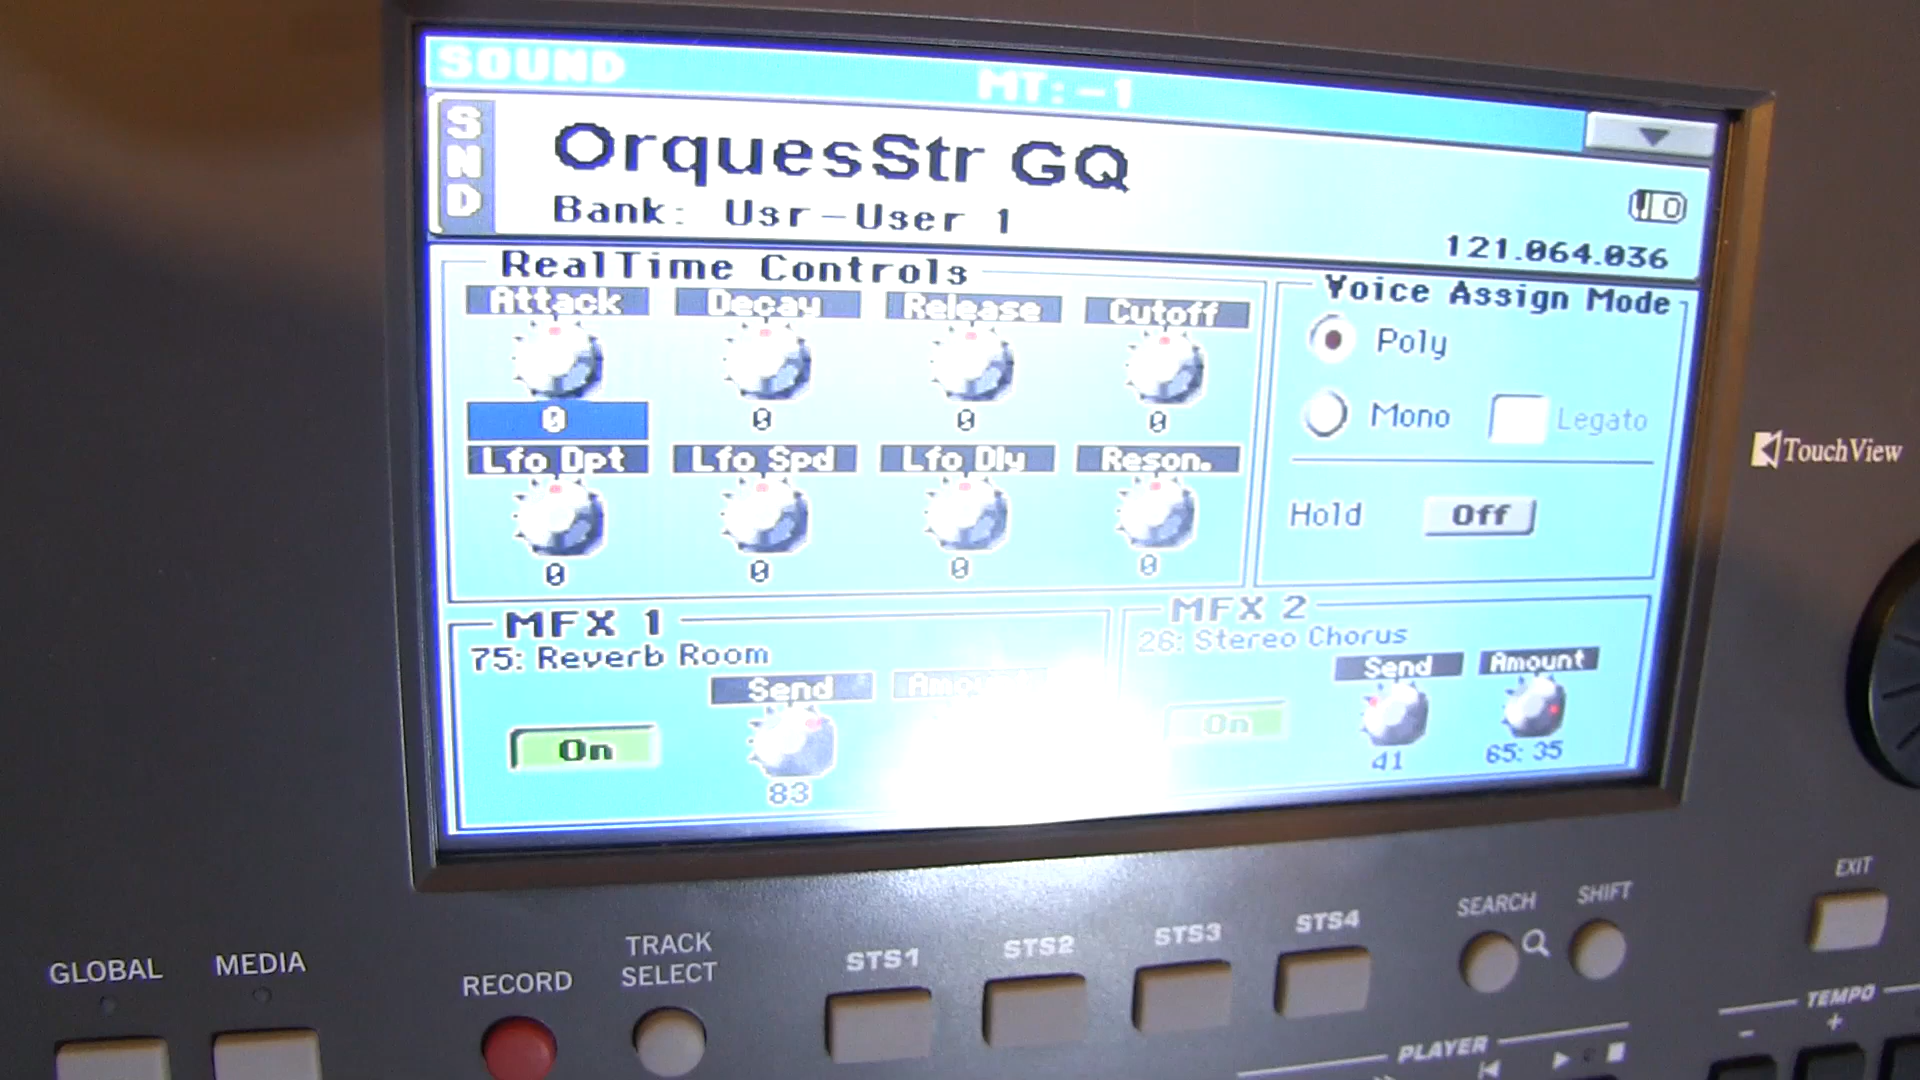 SOUND
MT: -1
SND
OrquesStr GQ
Bank: Usr-User 1
121.064.036
RealTime Controls
Attack Decay Release Cutoff
0 0 0 0
Lfo Dpt Lfo Spd Lfo Dly Reson.
0 0 0 0
Voice Assign Mode
Poly
Mono Legato
Hold Off
MFX 1
75: Reverb Room
Send
On
83
MFX 2
26: Stereo Chorus
Send Amount
On
41 65: 35
TouchView
EXIT
GLOBAL
MEDIA
RECORD
TRACK
SELECT
STS1
STS2
STS3
STS4
SEARCH
SHIFT
TEMPO
- +
PLAYER